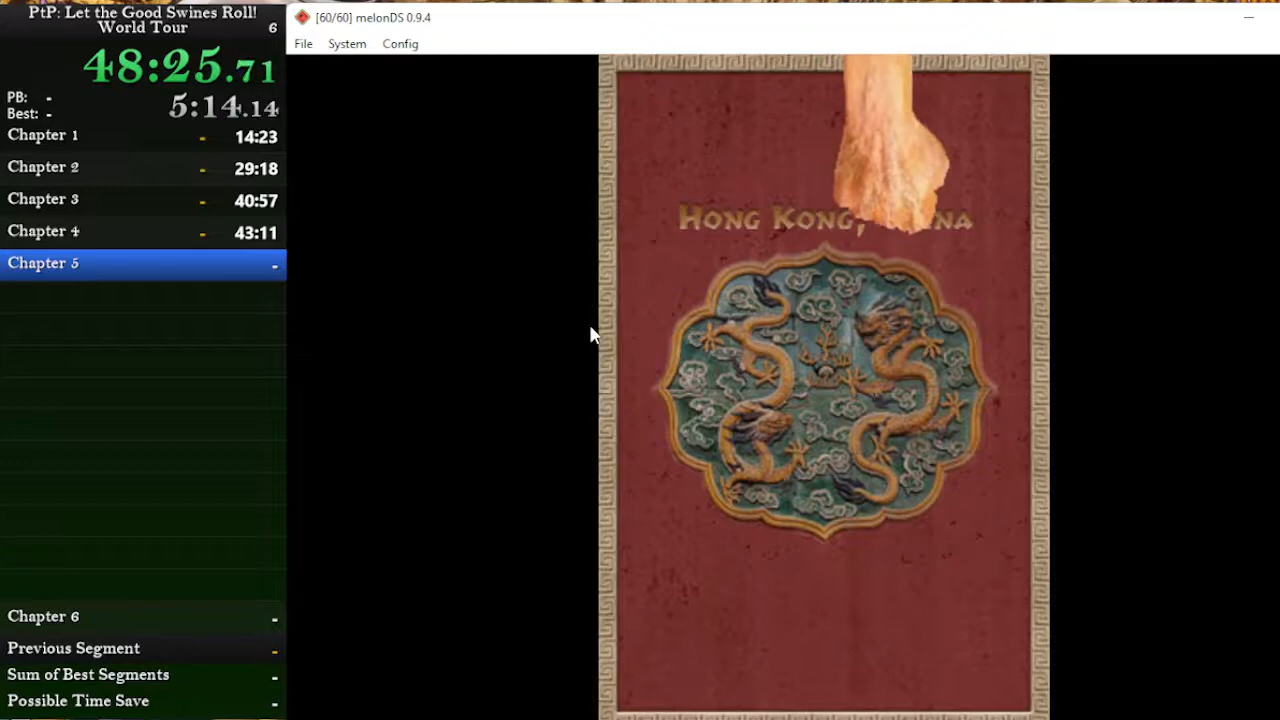 PtP: Let the Good Swines Roll!
World Tour 6
48:25.71
PB: -
5:14.14
Best: -
Chapter 1 - 14:23
Chapter 2 - 29:18
Chapter 3 - 40:57
Chapter 4 - 43:11
Chapter 5 -
Chapter 6 -
Previous Segment -
Sum of Best Segments -
Possible Time Save -
[60/60] melonDS 0.9.4
File System Config
Hong Kong,